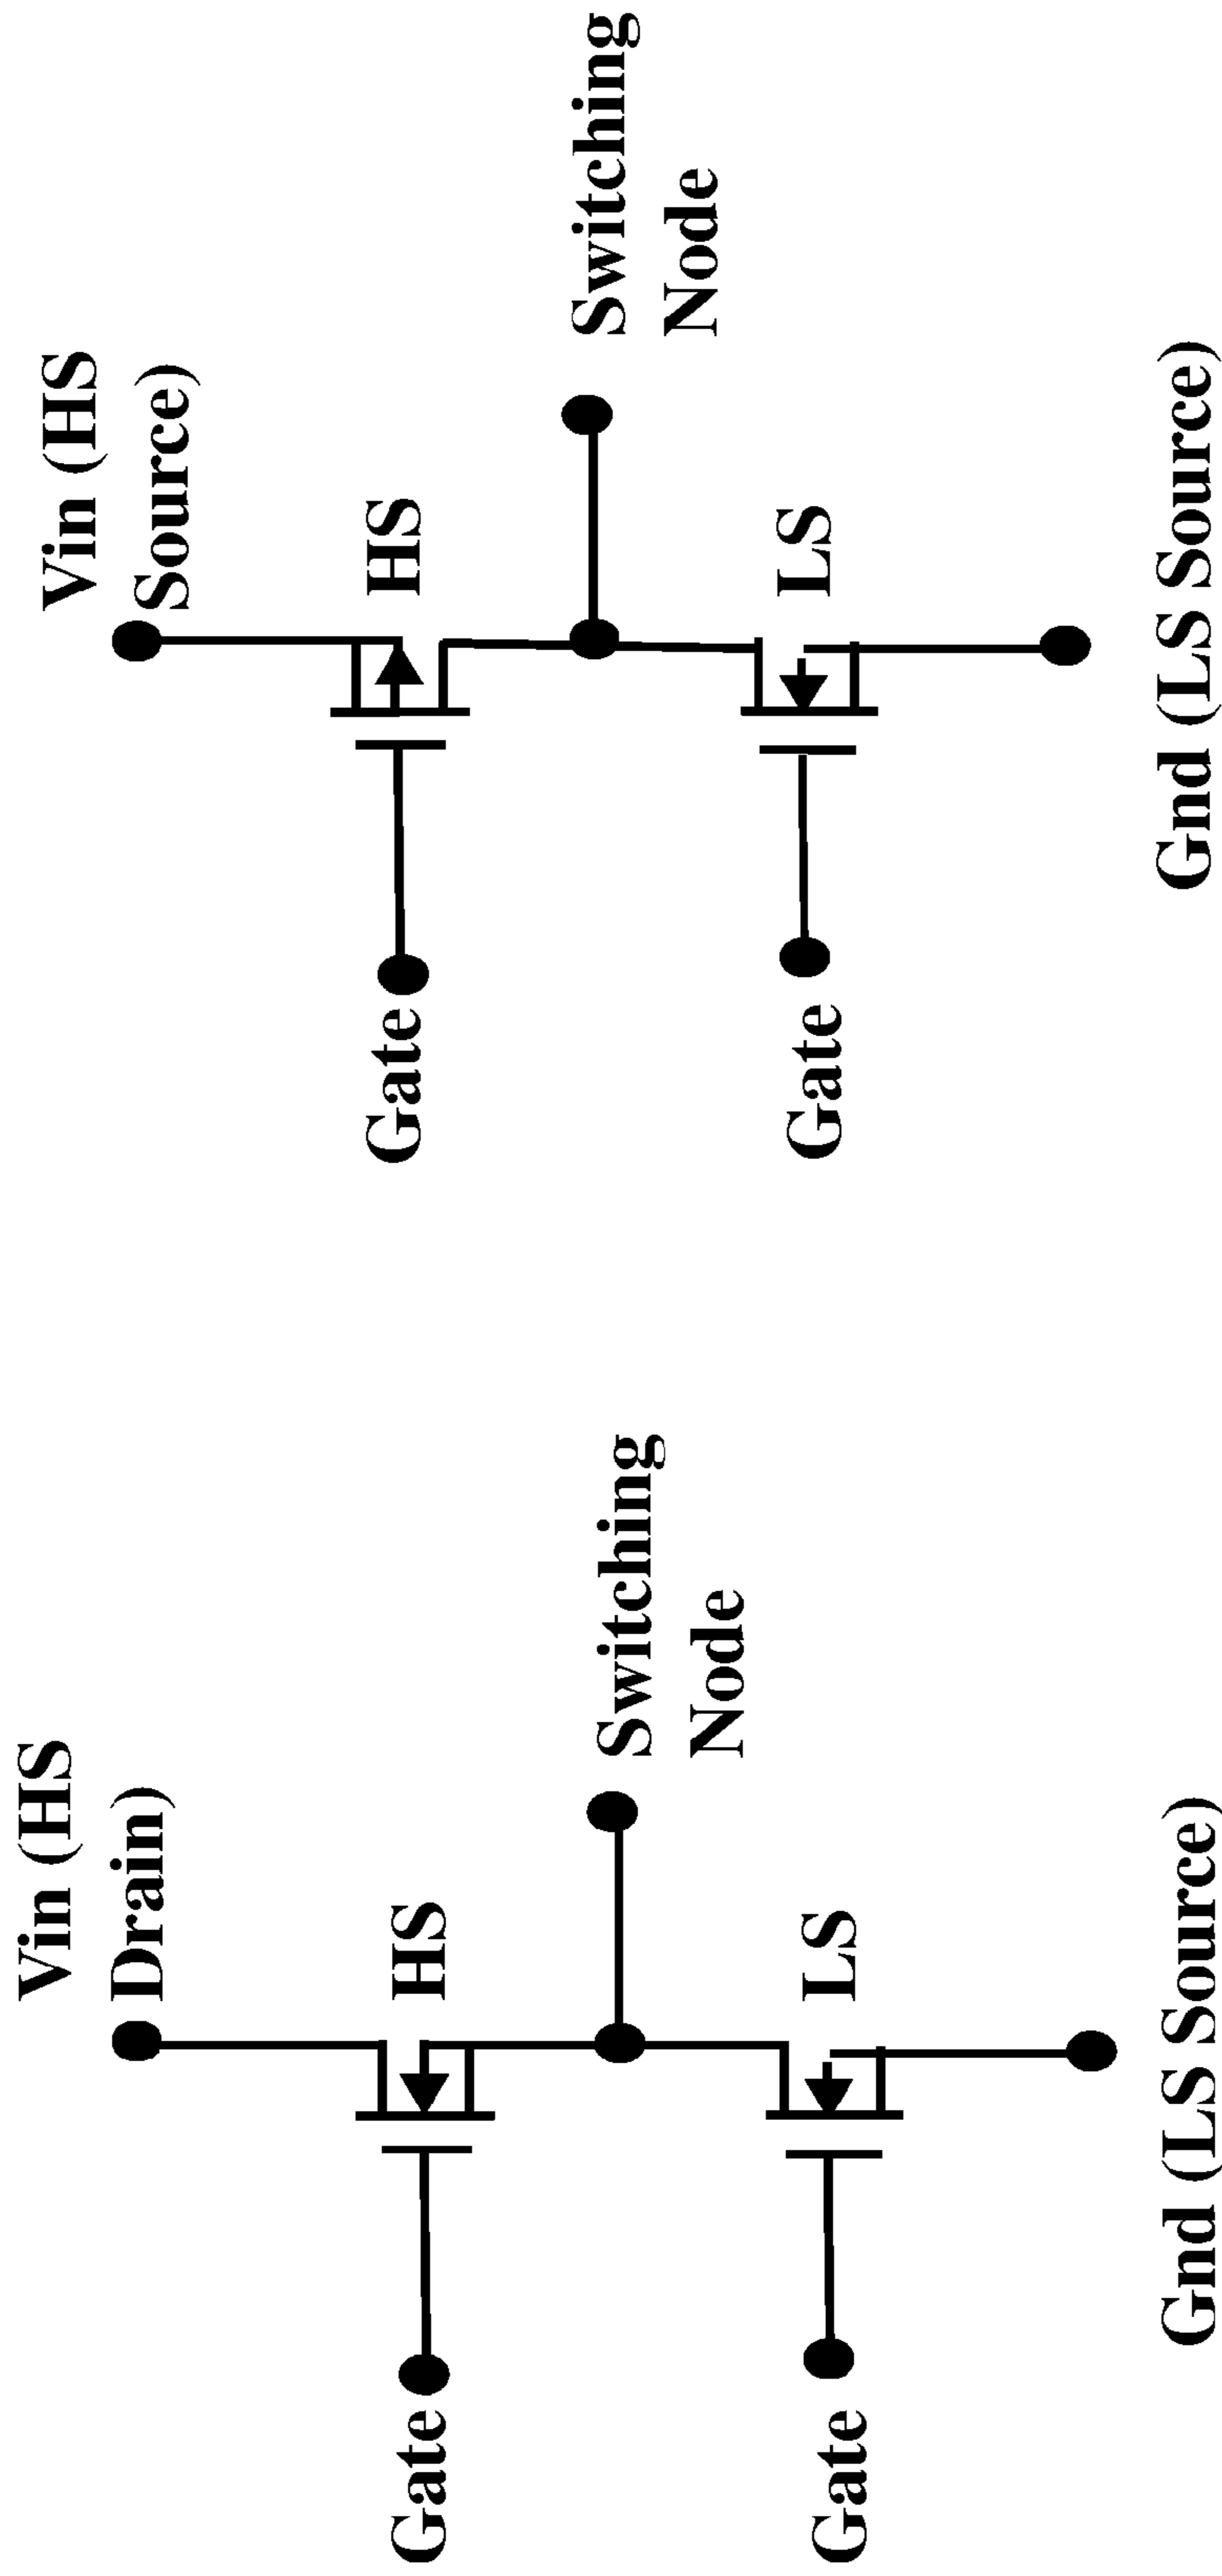 Vin (HS
Drain)
HS
Switching
Node
LS
Gate
Gate
Gnd (LS Source)
Vin (HS
Source)
HS
Switching
Node
LS
Gate
Gate
Gnd (LS Source)